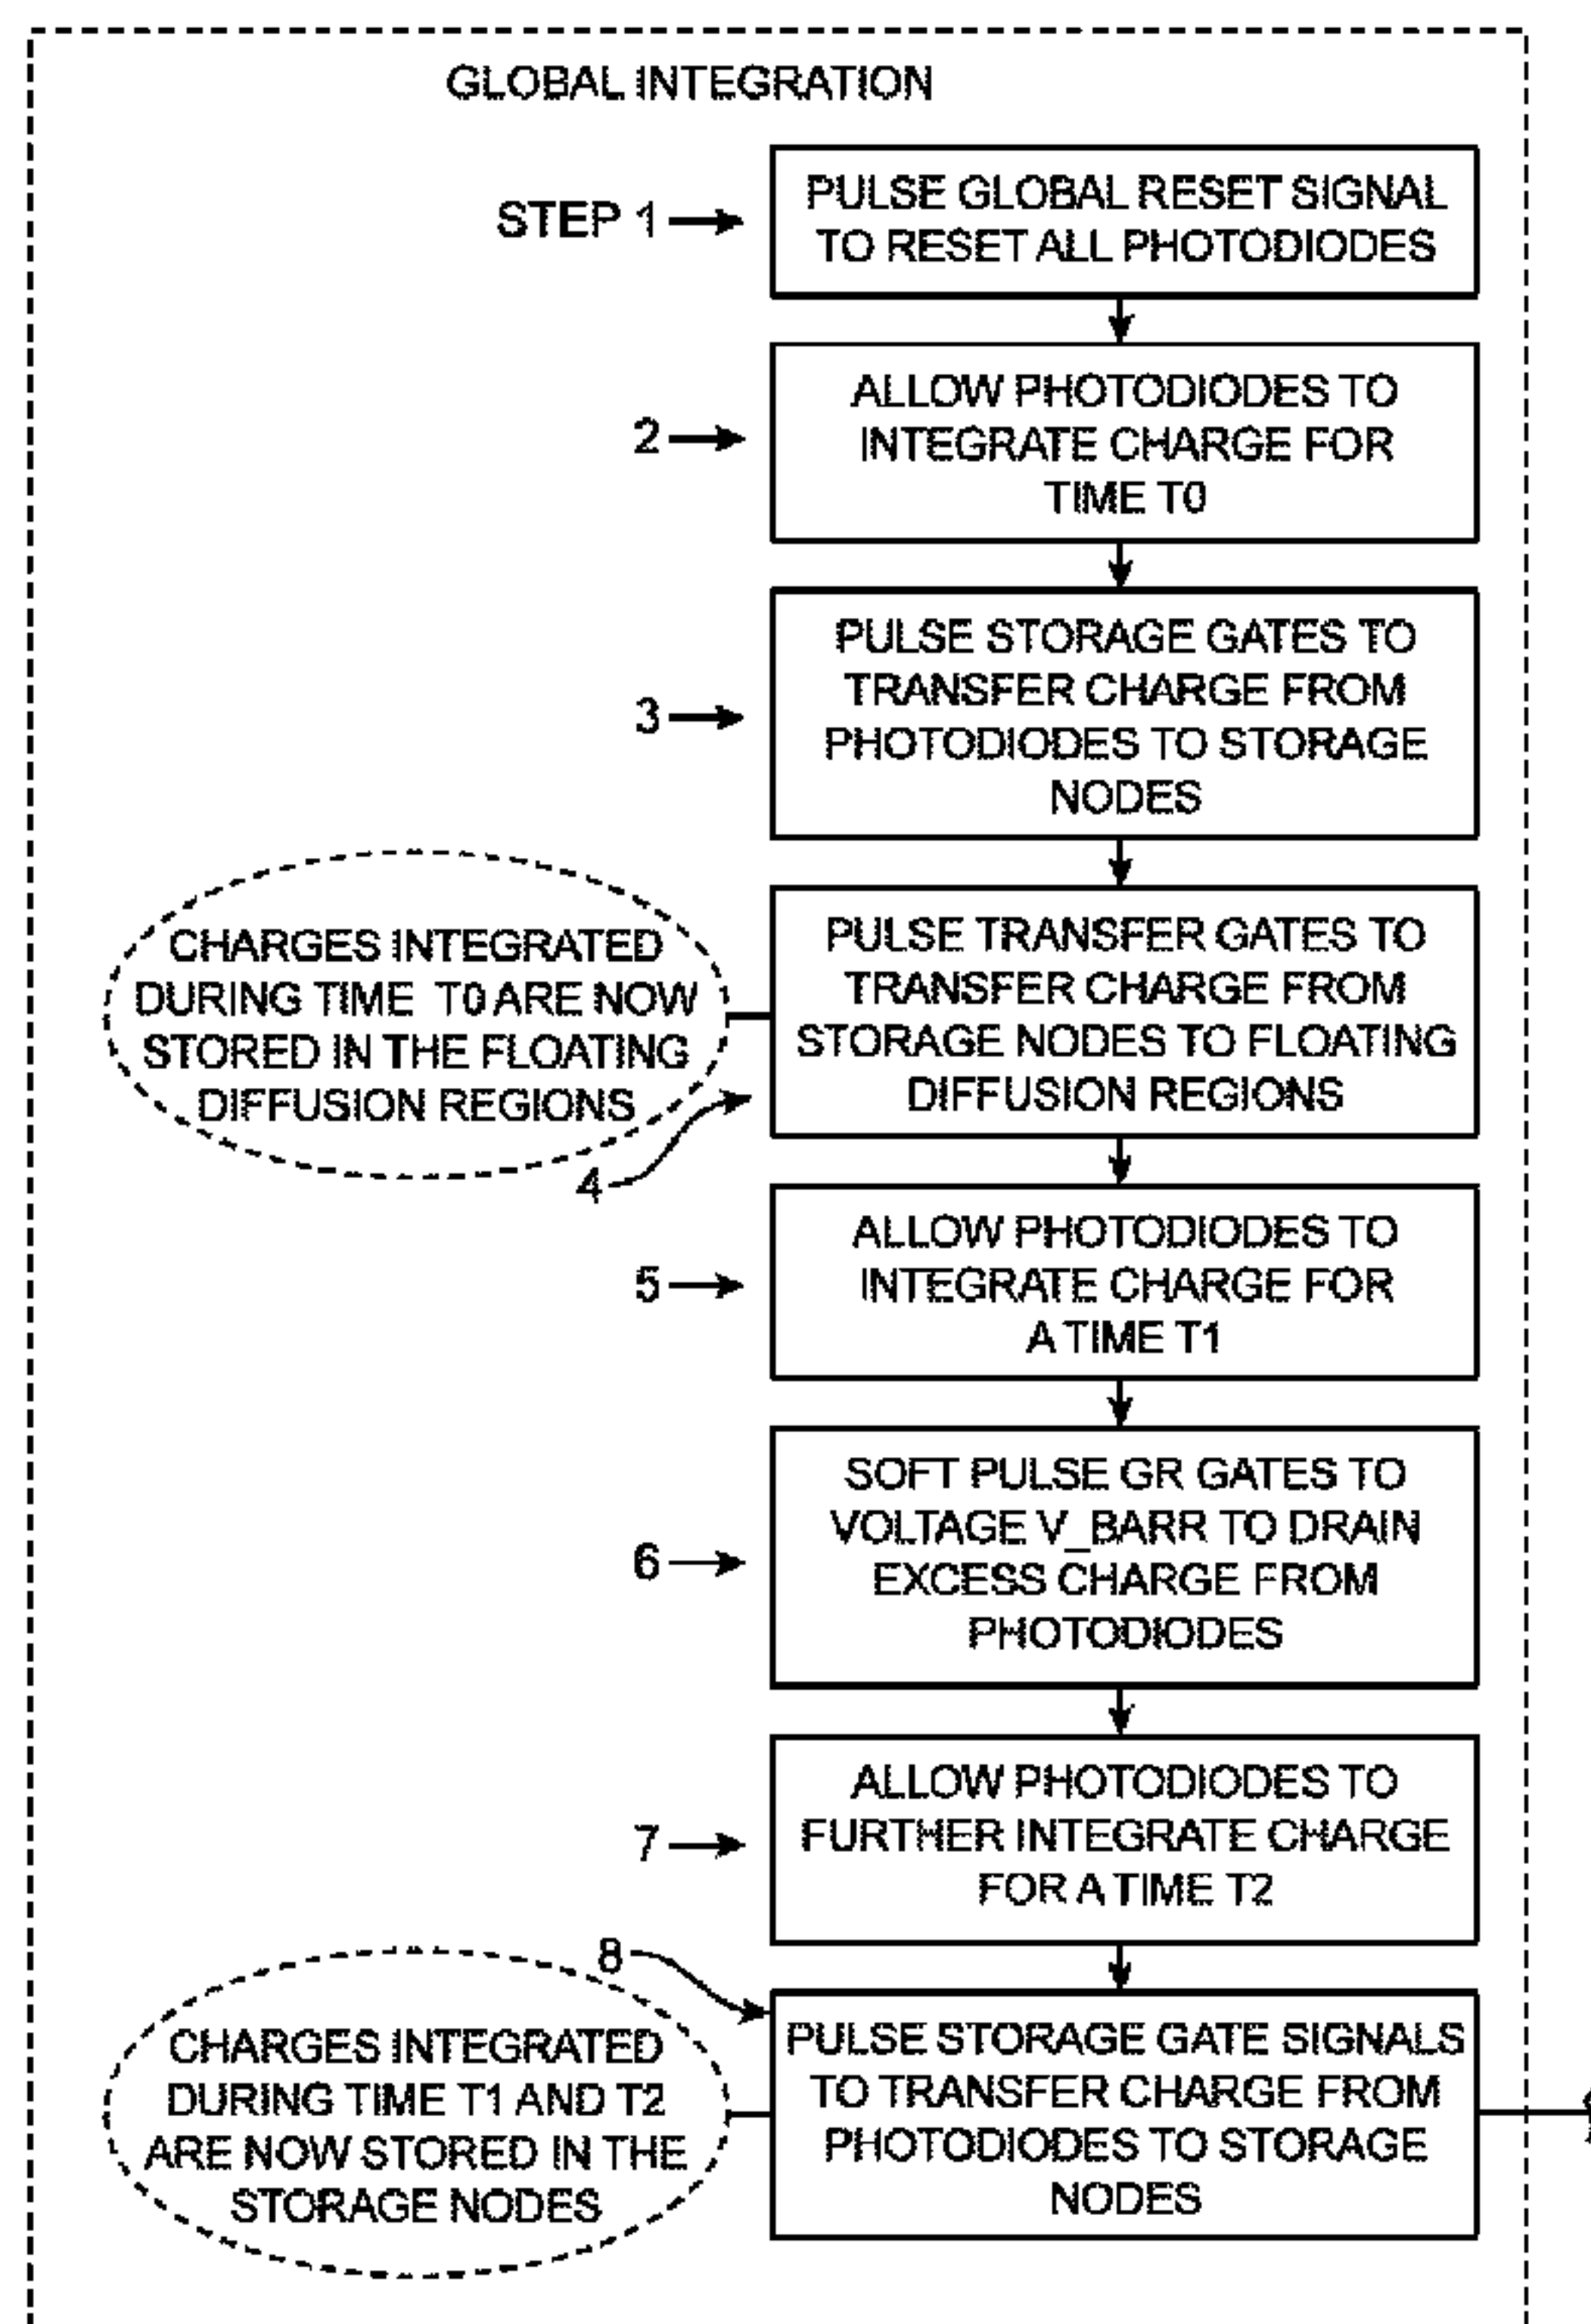 GLOBAL INTEGRATION
STEP 1
PULSE GLOBAL RESET SIGNAL
TO RESET ALL PHOTODIODES
2
ALLOW PHOTODIODES TO
INTEGRATE CHARGE FOR
TIME T0
3
PULSE STORAGE GATES TO
TRANSFER CHARGE FROM
PHOTODIODES TO STORAGE
NODES
CHARGES INTEGRATED
DURING TIME T0 ARE NOW
STORED IN THE FLOATING
DIFFUSION REGIONS
4
PULSE TRANSFER GATES TO
TRANSFER CHARGE FROM
STORAGE NODES TO FLOATING
DIFFUSION REGIONS
5
ALLOW PHOTODIODES TO
INTEGRATE CHARGE FOR
A TIME T1
6
SOFT PULSE GR GATES TO
VOLTAGE V_BARR TO DRAIN
EXCESS CHARGE FROM
PHOTODIODES
7
ALLOW PHOTODIODES TO
FURTHER INTEGRATE CHARGE
FOR A TIME T2
8
CHARGES INTEGRATED
DURING TIME T1 AND T2
ARE NOW STORED IN THE
STORAGE NODES
PULSE STORAGE GATE SIGNALS
TO TRANSFER CHARGE FROM
PHOTODIODES TO STORAGE
NODES